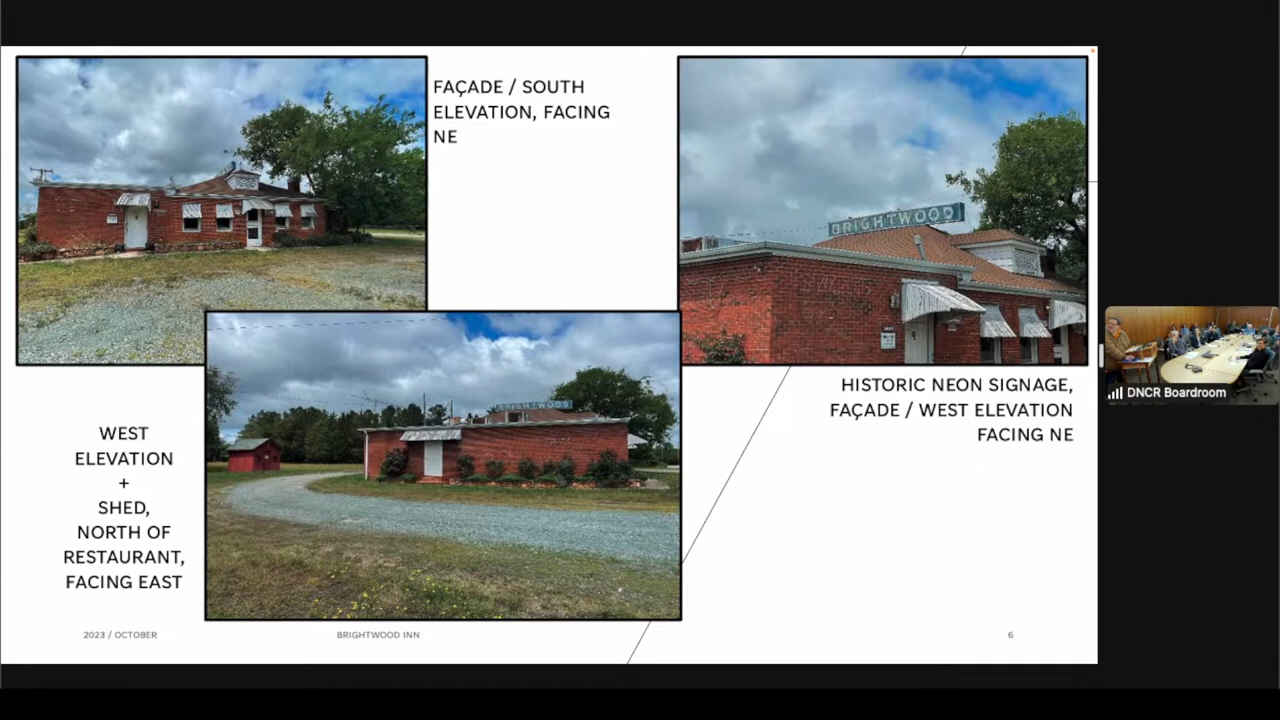 FAÇADE / SOUTH
ELEVATION, FACING
NE
BRIGHTWOOD
HISTORIC NEON SIGNAGE,
FAÇADE / WEST ELEVATION
FACING NE
BRIGHTWOOD
WEST
ELEVATION
+
SHED,
NORTH OF
RESTAURANT,
FACING EAST
2023 / OCTOBER
BRIGHTWOOD INN
6
DNCR Boardroom